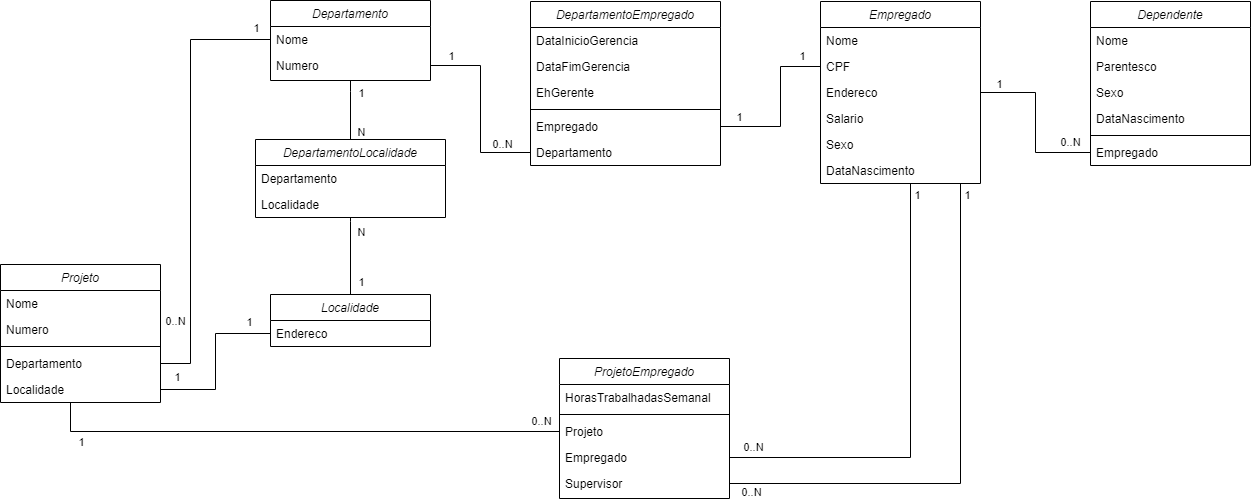 Departamento
Nome
Numero
DepartamentoEmpregado
DataInicioGerencia
DataFimGerencia
EhGerente
Empregado
Departamento
Empregado
Nome
CPF
Endereco
Salario
Sexo
DataNascimento
Dependente
Nome
Parentesco
Sexo
DataNascimento
Empregado
1
1
1
0..N
1
1
1
0..N
N
DepartamentoLocalidade
Departamento
Localidade
N
1
1
1
Projeto
Nome
Numero
Departamento
Localidade
0..N
1
1
Localidade
Endereco
ProjetoEmpregado
HorasTrabalhadasSemanal
Projeto
Empregado
Supervisor
1
0..N
0..N
0..N